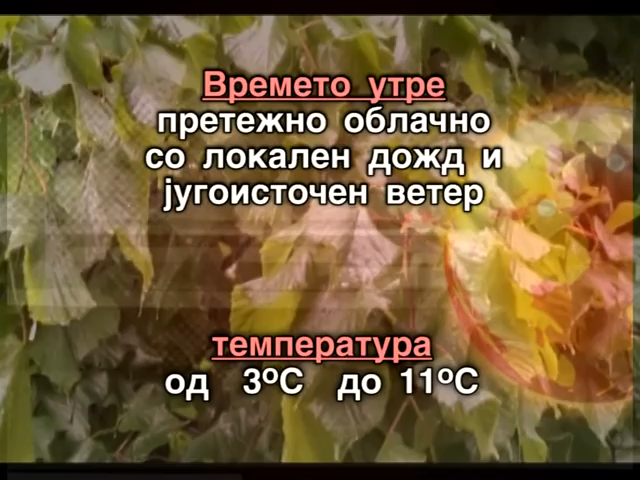 Времето утре
претежно облачно
со локален дожд и
југоисточен ветер
температура
од 3ºC до 11ºC